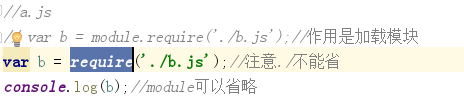 //a.js
// var b = module.require('./b.js');//作用是加载模块
var b = require('./b.js');//注意./不能省
console.log(b);//module可以省略